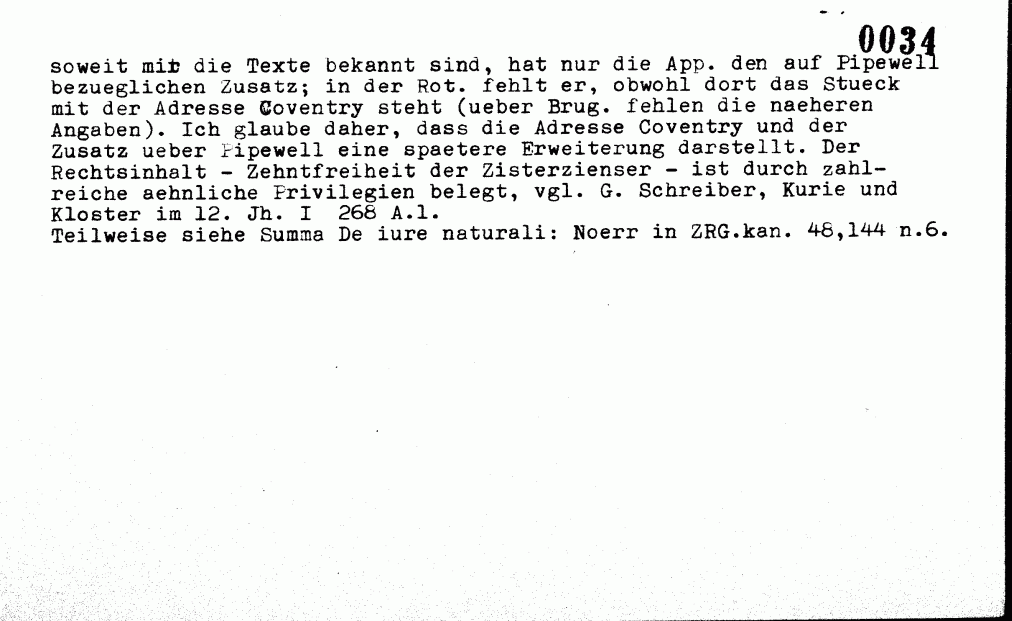 0034
soweit mir die Texte bekannt sind, hat nur die App. den auf Pipewell
bezueglichen Zusatz; in der Rot. fehlt er, obwohl dort das Stueck
mit der Adresse Coventry steht (ueber Brug. fehlen die naeheren
Angaben). Ich glaube daher, dass die Adresse Coventry und der
Zusatz ueber Pipewell eine spaetere Erweiterung darstellt. Der
Rechtsinhalt - Zehntfreiheit der Zisterzienser - ist durch zahl-
reiche aehnliche Privilegien belegt, vgl. G. Schreiber, Kurie und
Kloster im 12. Jh. I  268 A.1.
Teilweise siehe Summa De iure naturali: Noerr in ZRG.kan. 48,144 n.6.